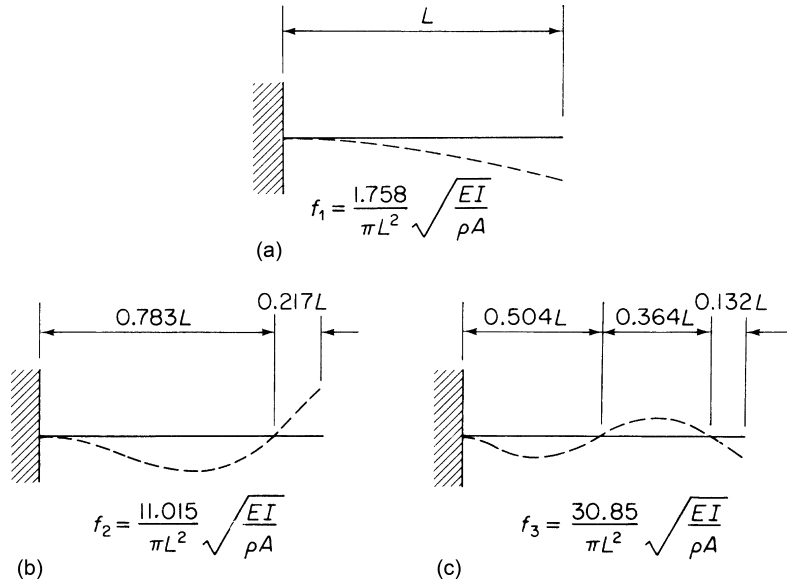 L
f₁ = 1.758/πL² √EI/ρA
(a)
0.783L 0.217L
0.504L 0.364L 0.132L
f₂ = 11.015/πL² √EI/ρA
(b)
f₃ = 30.85/πL² √EI/ρA
(c)